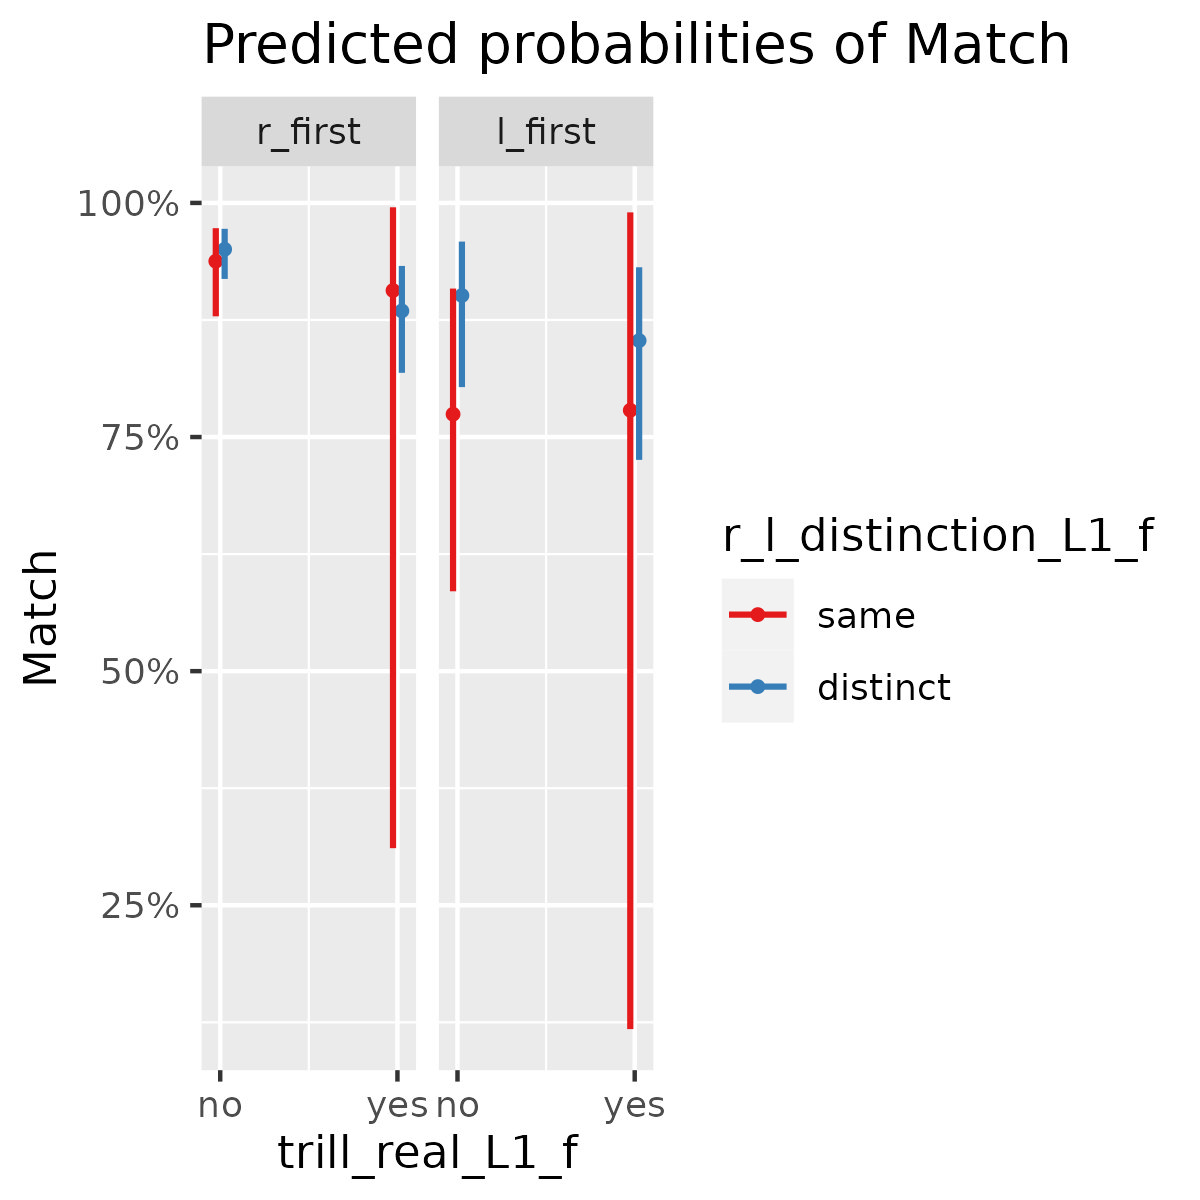 Predicted probabilities of Match
r_first
l_first
100%
75%
50%
25%
Match
no
yes
no
yes
trill_real_L1_f
r_l_distinction_L1_f
same
distinct